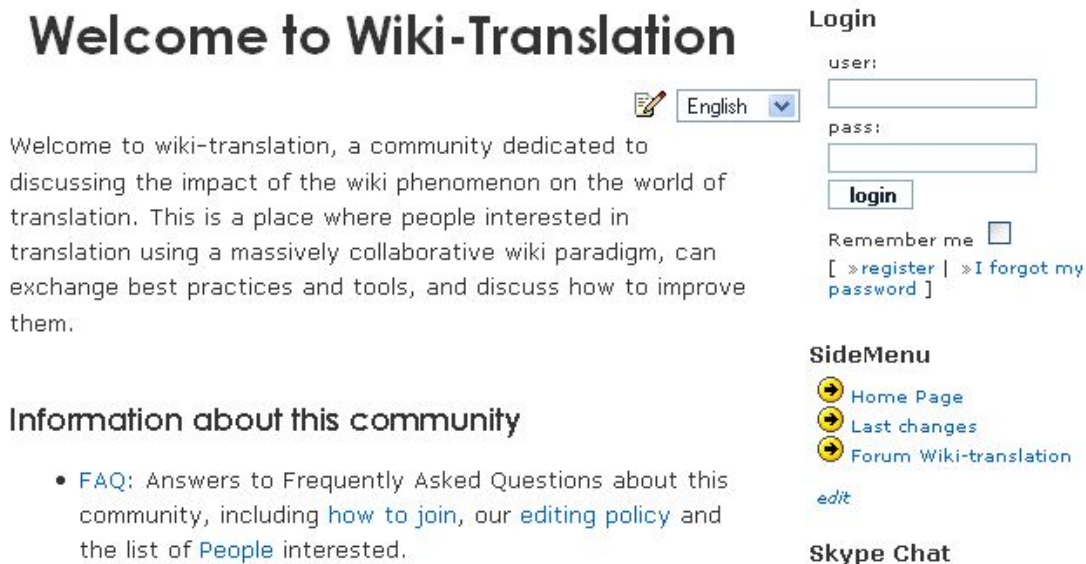 Welcome to Wiki-Translation
English
Welcome to wiki-translation, a community dedicated to
discussing the impact of the wiki phenomenon on the world of
translation. This is a place where people interested in
translation using a massively collaborative wiki paradigm, can
exchange best practices and tools, and discuss how to improve
them.
Information about this community
• FAQ: Answers to Frequently Asked Questions about this
community, including how to join, our editing policy and
the list of People interested.
Login
user:
pass:
login
Remember me
[ »register | »I forgot my
password ]
SideMenu
Home Page
Last changes
Forum Wiki-translation
edit
Skype Chat